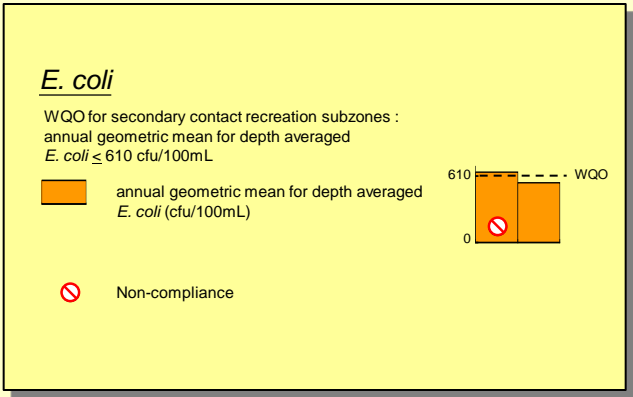 E. coli
WQO for secondary contact recreation subzones :
annual geometric mean for depth averaged
E. coli ≤ 610 cfu/100mL
annual geometric mean for depth averaged
E. coli (cfu/100mL)
610
WQO
0
Non-compliance